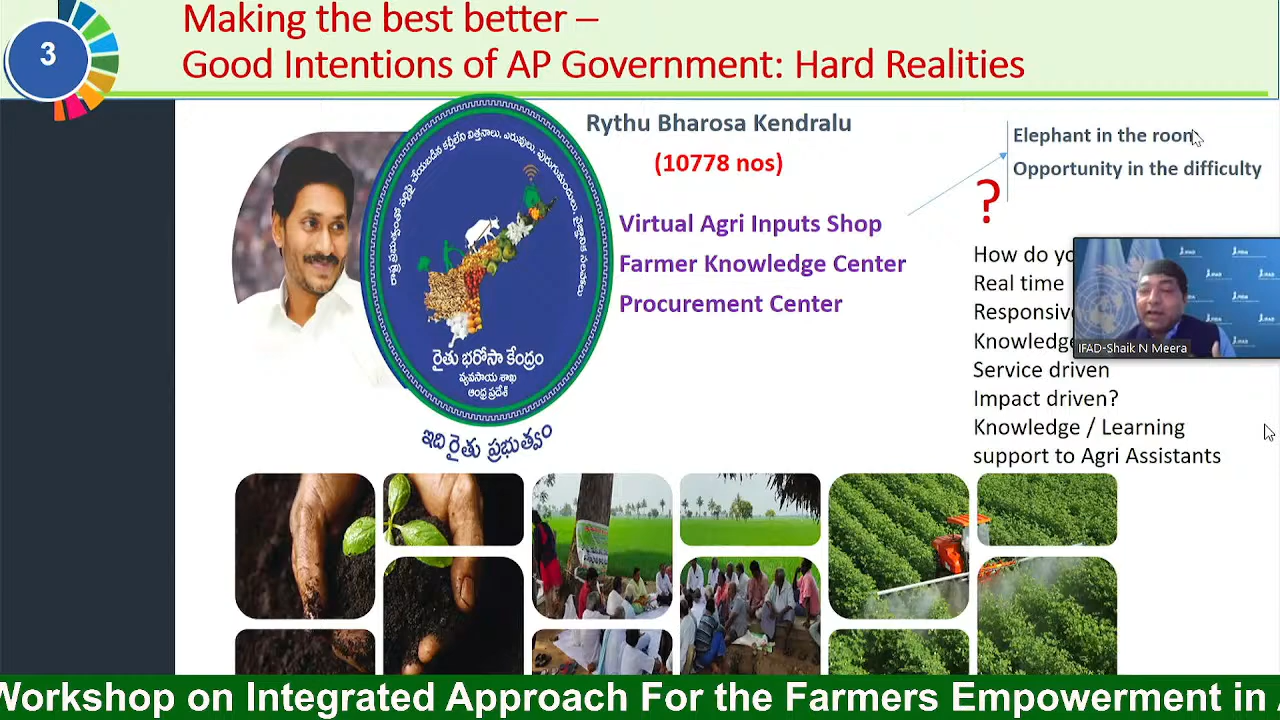 3
Making the best better –
Good Intentions of AP Government: Hard Realities
Rythu Bharosa Kendralu
(10778 nos)
Virtual Agri Inputs Shop
Farmer Knowledge Center
Procurement Center
రైతు భరోసా కేంద్రం
వ్యవసాయ శాఖ
ఆంధ్ర ప్రదేశ్
ఇది రైతు ప్రభుత్వం
Elephant in the room
Opportunity in the difficulty
?
How do yo
Real time
Responsive
Knowledge
Service driven
Impact driven?
Knowledge / Learning
support to Agri Assistants
IFAD-Shaik N Meera
Workshop on Integrated Approach For the Farmers Empowerment in